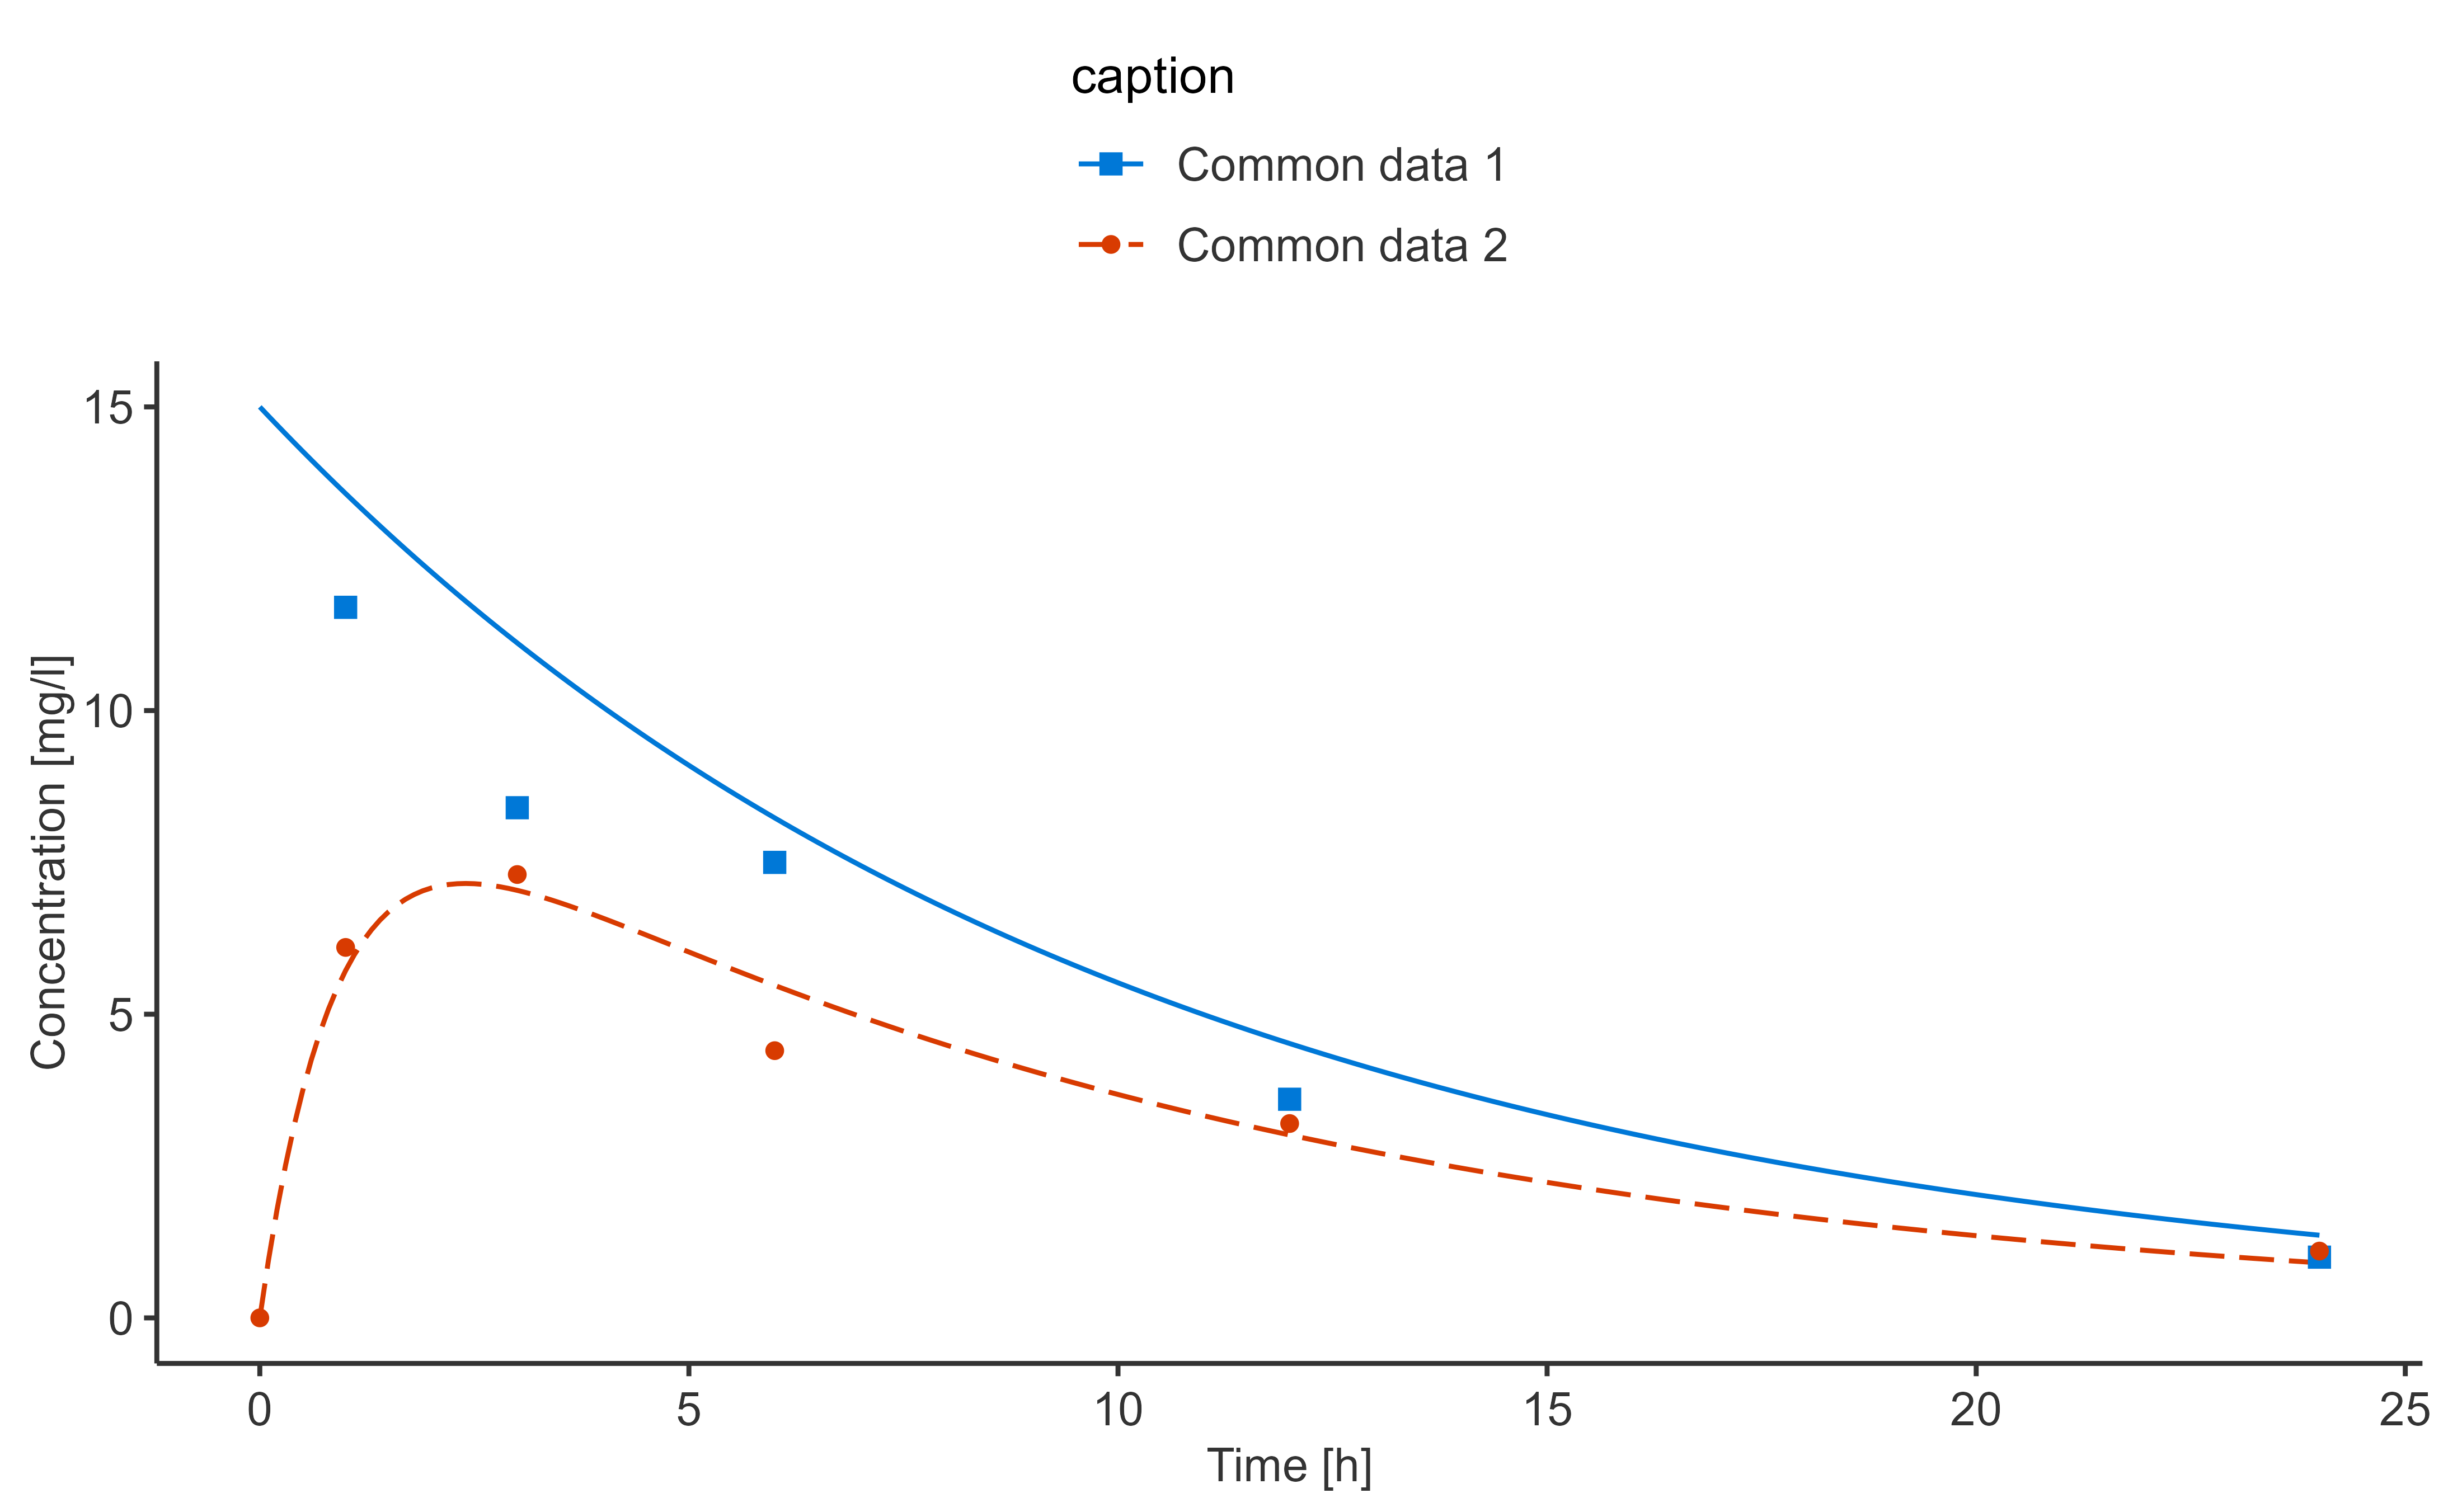 caption
Common data 1
Common data 2
Concentration [mg/l]
15
10
5
0
0 5 10 15 20 25
Time [h]